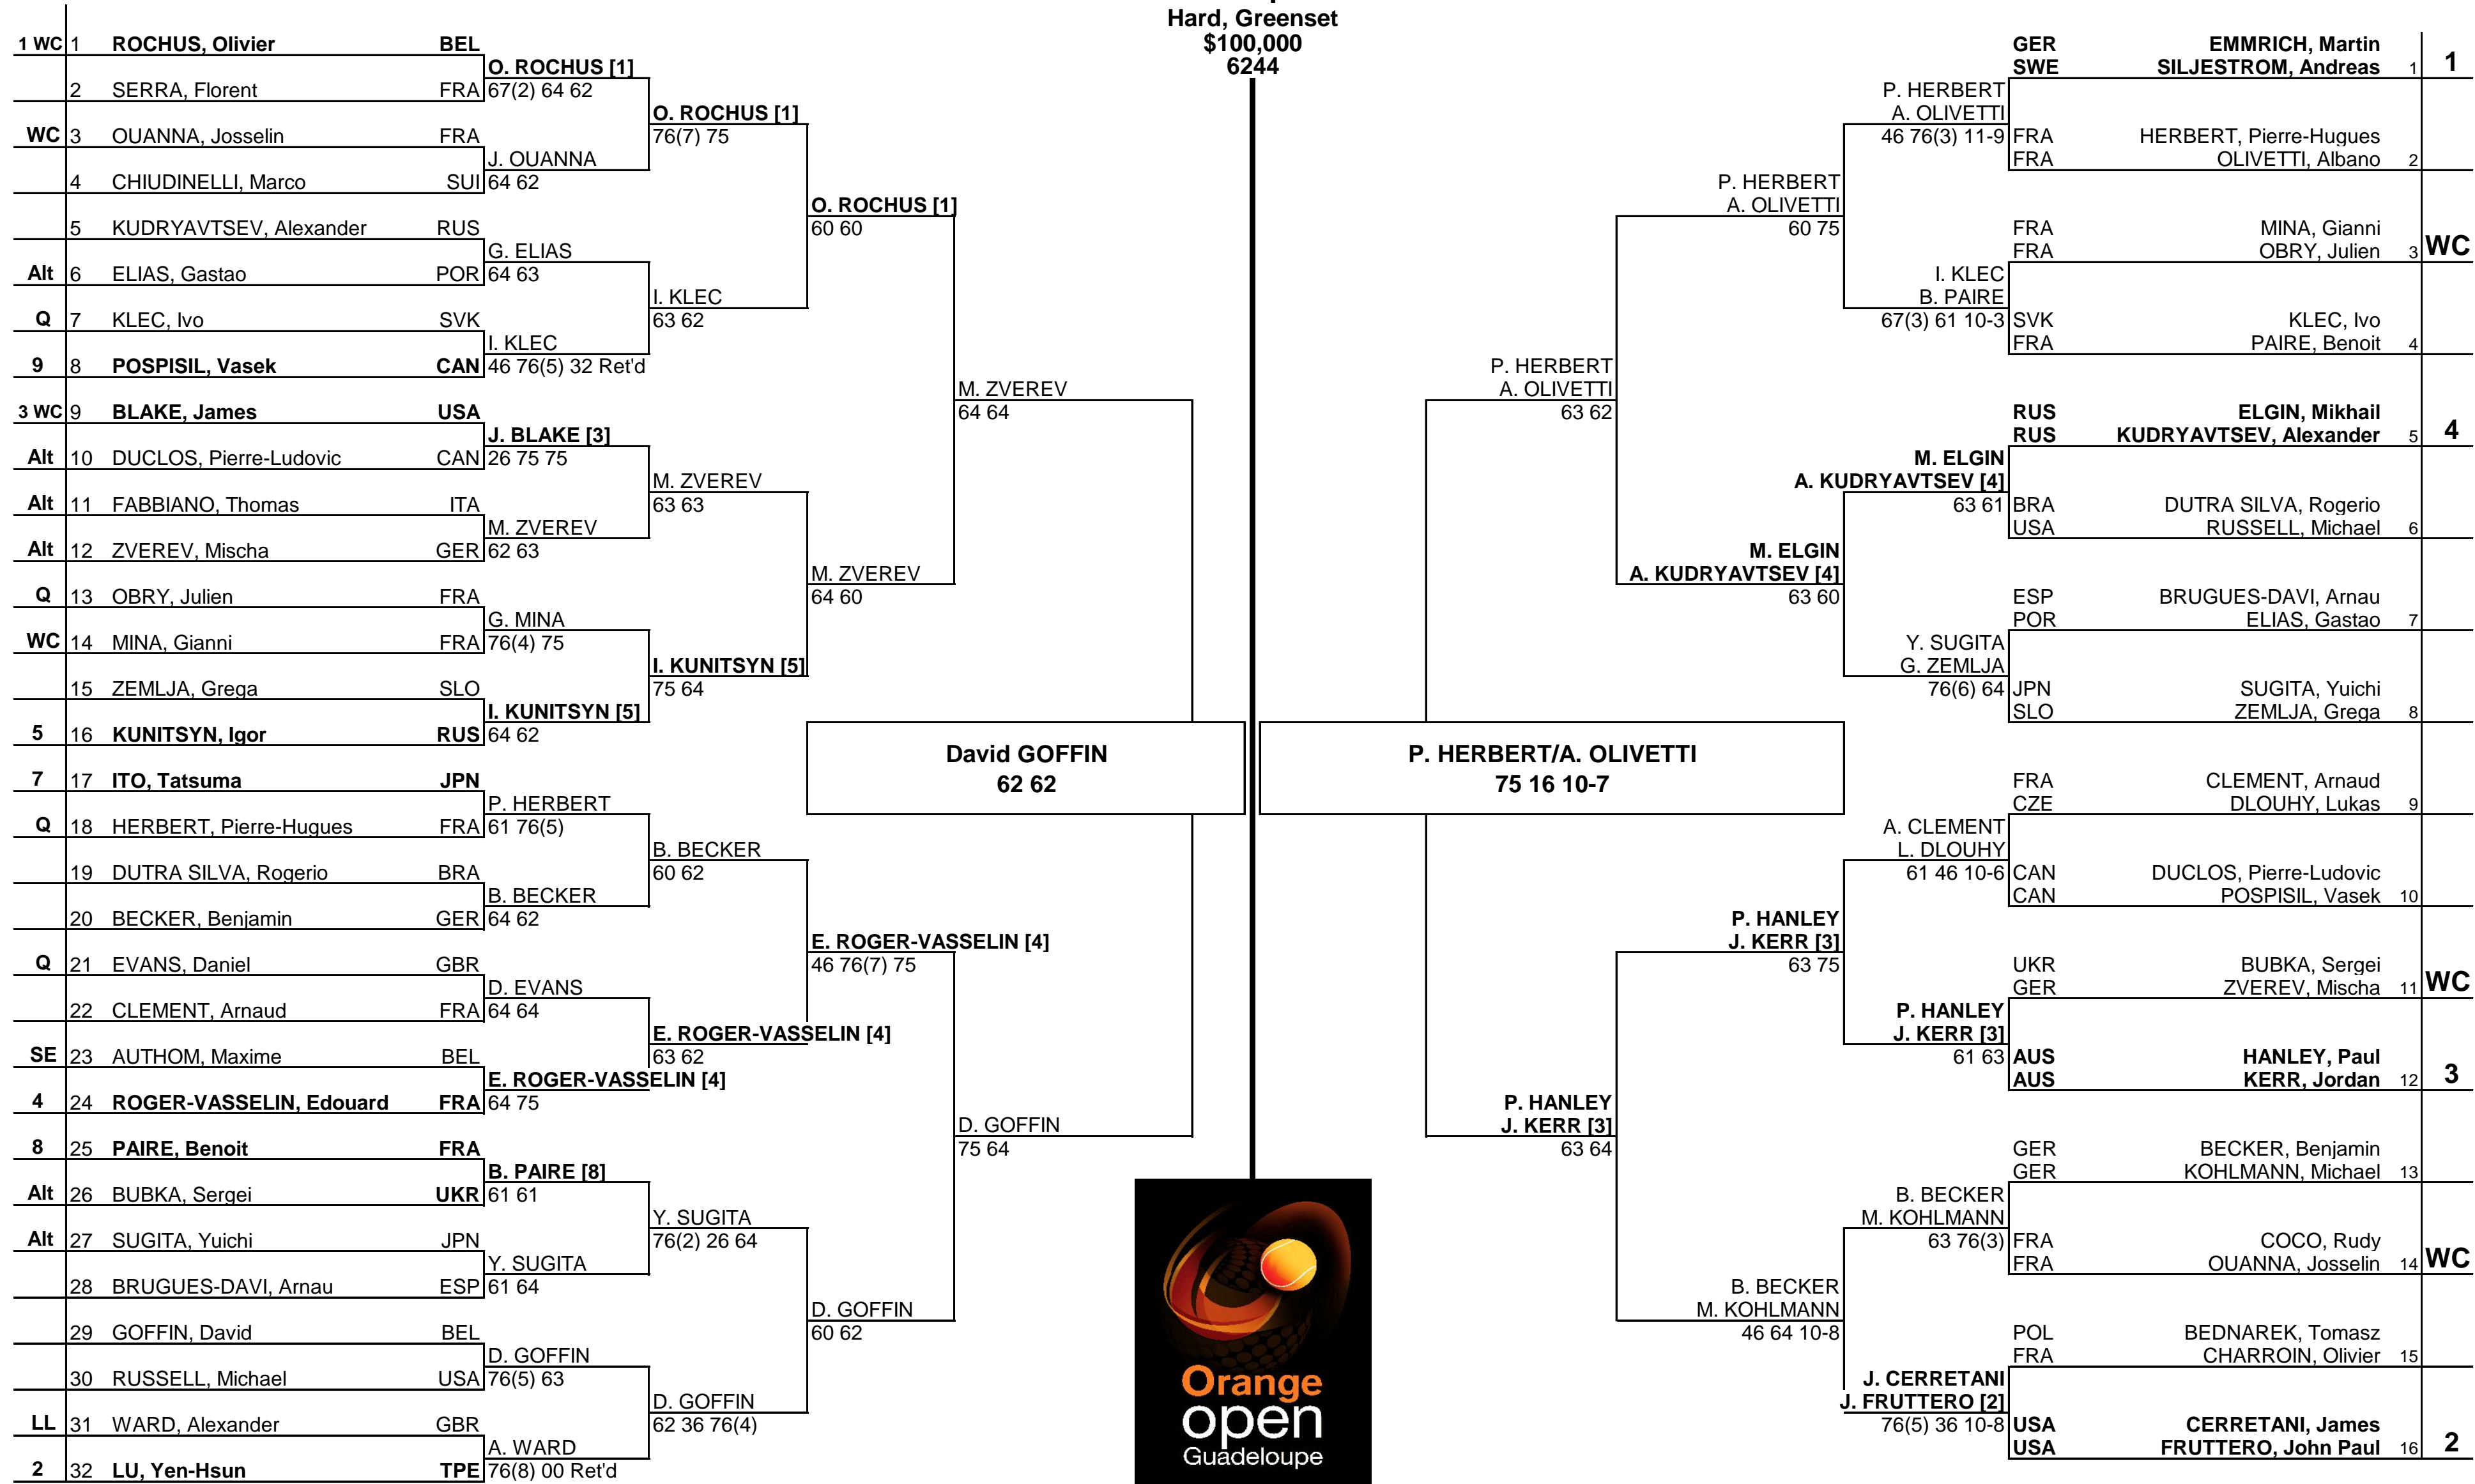 Hard, Greenset
$100,000
6244
1 WC 1 ROCHUS, Olivier BEL
2 SERRA, Florent FRA
WC 3 OUANNA, Josselin FRA
4 CHIUDINELLI, Marco SUI
5 KUDRYAVTSEV, Alexander RUS
Alt 6 ELIAS, Gastao POR
Q 7 KLEC, Ivo SVK
9 8 POSPISIL, Vasek CAN
3 WC 9 BLAKE, James USA
Alt 10 DUCLOS, Pierre-Ludovic CAN
Alt 11 FABBIANO, Thomas ITA
Alt 12 ZVEREV, Mischa GER
Q 13 OBRY, Julien FRA
WC 14 MINA, Gianni FRA
15 ZEMLJA, Grega SLO
5 16 KUNITSYN, Igor RUS
7 17 ITO, Tatsuma JPN
Q 18 HERBERT, Pierre-Hugues FRA
19 DUTRA SILVA, Rogerio BRA
20 BECKER, Benjamin GER
Q 21 EVANS, Daniel GBR
22 CLEMENT, Arnaud FRA
SE 23 AUTHOM, Maxime BEL
4 24 ROGER-VASSELIN, Edouard FRA
8 25 PAIRE, Benoit FRA
Alt 26 BUBKA, Sergei UKR
Alt 27 SUGITA, Yuichi JPN
28 BRUGUES-DAVI, Arnau ESP
29 GOFFIN, David BEL
30 RUSSELL, Michael USA
LL 31 WARD, Alexander GBR
2 32 LU, Yen-Hsun TPE
O. ROCHUS [1]
67(2) 64 62
J. OUANNA
64 62
G. ELIAS
64 63
I. KLEC
46 76(5) 32 Ret'd
J. BLAKE [3]
26 75 75
M. ZVEREV
62 63
G. MINA
76(4) 75
I. KUNITSYN [5]
64 62
P. HERBERT
61 76(5)
B. BECKER
64 62
D. EVANS
64 64
E. ROGER-VASSELIN [4]
64 75
B. PAIRE [8]
61 61
Y. SUGITA
61 64
D. GOFFIN
76(5) 63
A. WARD
76(8) 00 Ret'd
O. ROCHUS [1]
76(7) 75
I. KLEC
63 62
M. ZVEREV
63 63
I. KUNITSYN [5]
75 64
B. BECKER
60 62
E. ROGER-VASSELIN [4]
63 62
Y. SUGITA
76(2) 26 64
D. GOFFIN
62 36 76(4)
O. ROCHUS [1]
60 60
M. ZVEREV
64 60
E. ROGER-VASSELIN [4]
46 76(7) 75
D. GOFFIN
60 62
M. ZVEREV
64 64
D. GOFFIN
75 64
David GOFFIN
62 62
P. HERBERT/A. OLIVETTI
75 16 10-7
P. HERBERT
A. OLIVETTI
63 62
P. HANLEY
J. KERR [3]
63 64
P. HERBERT
A. OLIVETTI
60 75
M. ELGIN
A. KUDRYAVTSEV [4]
63 60
P. HANLEY
J. KERR [3]
63 75
B. BECKER
M. KOHLMANN
46 64 10-8
P. HERBERT
A. OLIVETTI
46 76(3) 11-9
I. KLEC
B. PAIRE
67(3) 61 10-3
M. ELGIN
A. KUDRYAVTSEV [4]
63 61
Y. SUGITA
G. ZEMLJA
76(6) 64
A. CLEMENT
L. DLOUHY
61 46 10-6
P. HANLEY
J. KERR [3]
61 63
B. BECKER
M. KOHLMANN
63 76(3)
J. CERRETANI
J. FRUTTERO [2]
76(5) 36 10-8
GER EMMRICH, Martin
SWE SILJESTROM, Andreas 1 1
FRA HERBERT, Pierre-Hugues
FRA OLIVETTI, Albano 2
FRA MINA, Gianni
FRA OBRY, Julien 3 WC
SVK KLEC, Ivo
FRA PAIRE, Benoit 4
RUS ELGIN, Mikhail
RUS KUDRYAVTSEV, Alexander 5 4
BRA DUTRA SILVA, Rogerio
USA RUSSELL, Michael 6
ESP BRUGUES-DAVI, Arnau
POR ELIAS, Gastao 7
JPN SUGITA, Yuichi
SLO ZEMLJA, Grega 8
FRA CLEMENT, Arnaud
CZE DLOUHY, Lukas 9
CAN DUCLOS, Pierre-Ludovic
CAN POSPISIL, Vasek 10
UKR BUBKA, Sergei
GER ZVEREV, Mischa 11 WC
AUS HANLEY, Paul
AUS KERR, Jordan 12 3
GER BECKER, Benjamin
GER KOHLMANN, Michael 13
FRA COCO, Rudy
FRA OUANNA, Josselin 14 WC
POL BEDNAREK, Tomasz
FRA CHARROIN, Olivier 15
USA CERRETANI, James
USA FRUTTERO, John Paul 16 2
Orange
open
Guadeloupe